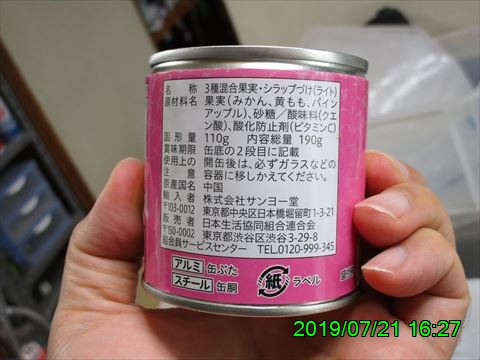 名称 3種混合果実・シラップづけ(ライト)
原材料名 果実(みかん、黄もも、パイン
アップル)、砂糖/酸味料(クエ
ン酸)、酸化防止剤(ビタミンC)
固形量 110g 内容総量 190g
賞味期限 缶底の2段目に記載
使用上の 開缶後は、必ずガラスなどの
注意 容器に移しかえてください。
原産国名 中国
輸入者 株式会社サンヨー堂
〒103-0012 東京都中央区日本橋堀留町1-3-21
販売者 日本生活協同組合連合会
〒150-0002 東京都渋谷区渋谷3-29-8
組合員サービスセンター TEL.0120-999-345
アルミ 缶ぶた
スチール 缶胴
紙 ラベル
2019/07/21 16:27